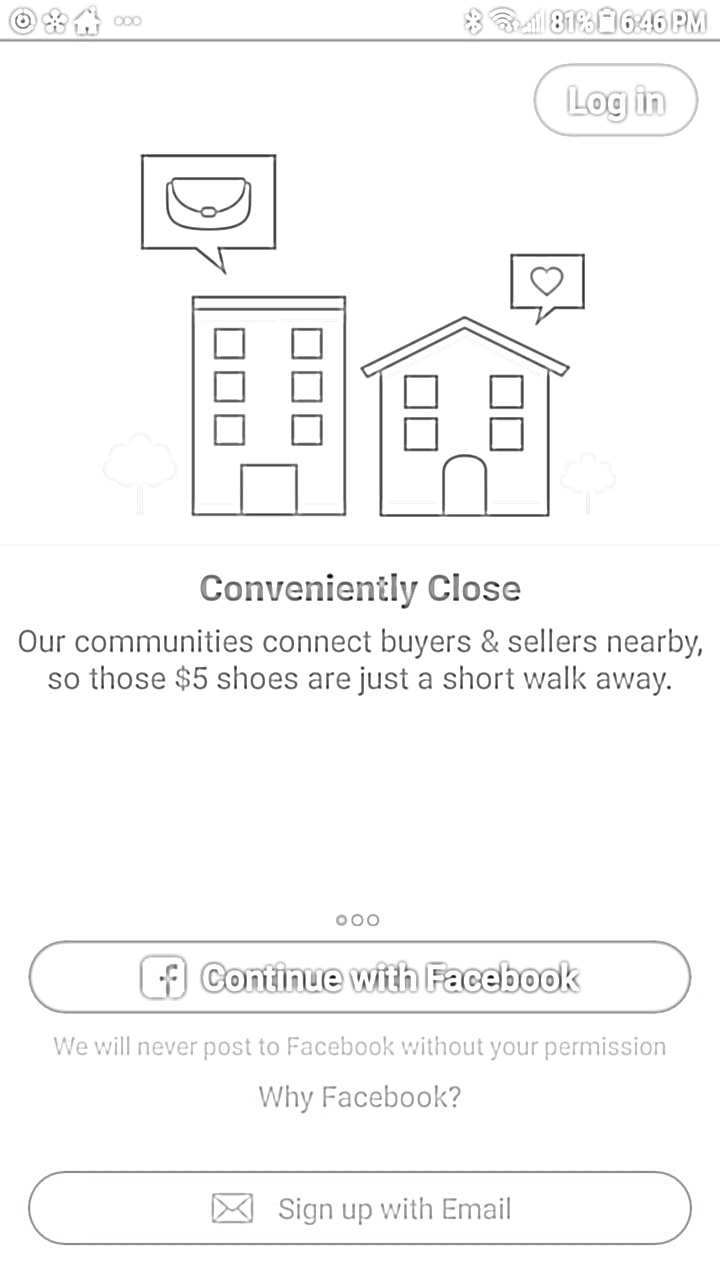 81% 6:46 PM
Log in
Conveniently Close
Our communities connect buyers & sellers nearby,
so those $5 shoes are just a short walk away.
Continue with Facebook
We will never post to Facebook without your permission
Why Facebook?
Sign up with Email